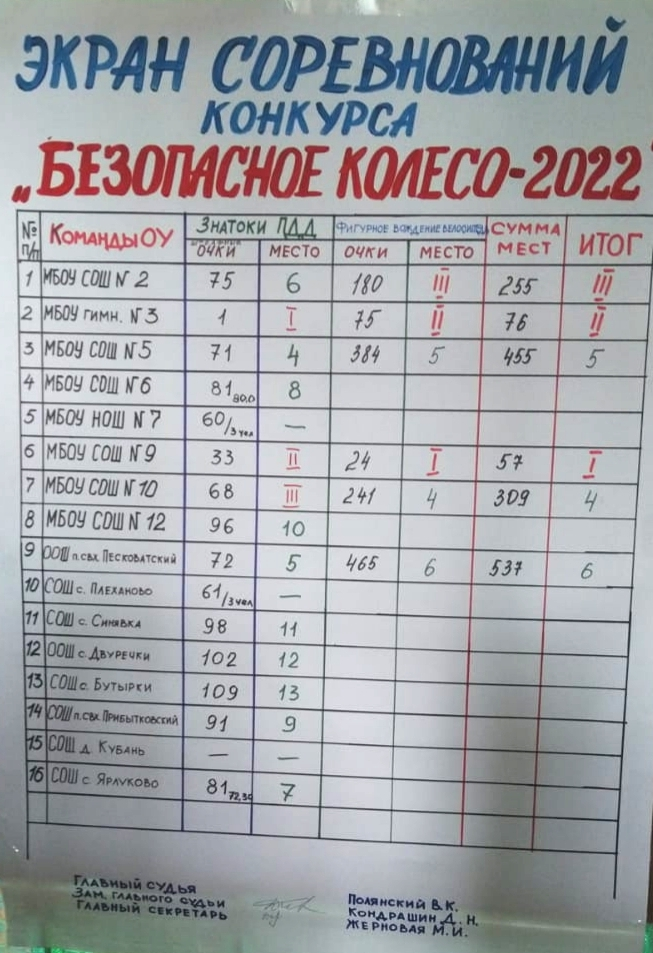 ЭКРАН СОРЕВНОВАНИЙ
КОНКУРСА
„БЕЗОПАСНОЕ КОЛЕСО-2022"
№ п/п Команды ОУ Знатоки ПДД Фигурное вождение велосипеда Сумма мест Итог
штрафные очки место очки место
1 МБОУ СОШ № 2 75 6 180 III 255 III
2 МБОУ гимн. № 3 1 I 75 II 76 II
3 МБОУ СОШ № 5 71 4 384 5 455 5
4 МБОУ СОШ № 6 81 80,0 8
5 МБОУ НОШ № 7 60/3 чел —
6 МБОУ СОШ № 9 33 II 24 I 57 I
7 МБОУ СОШ № 10 68 III 241 4 309 4
8 МБОУ СОШ № 12 96 10
9 ООШ п.свх. Песковатский 72 5 465 6 537 6
10 СОШ с. Плеханово 61/3 чел —
11 СОШ с. Синявка 98 11
12 ООШ с. Двуречки 102 12
13 СОШ с. Бутырки 109 13
14 СОШ п.свх. Прибытковский 91 9
15 СОШ д. Кубань — —
16 СОШ с. Ярлуково 81 72,30 7
Главный судья Полянский В.К.
Зам. главного судьи Кондрашин Д.Н.
Главный секретарь Жерновая М.И.